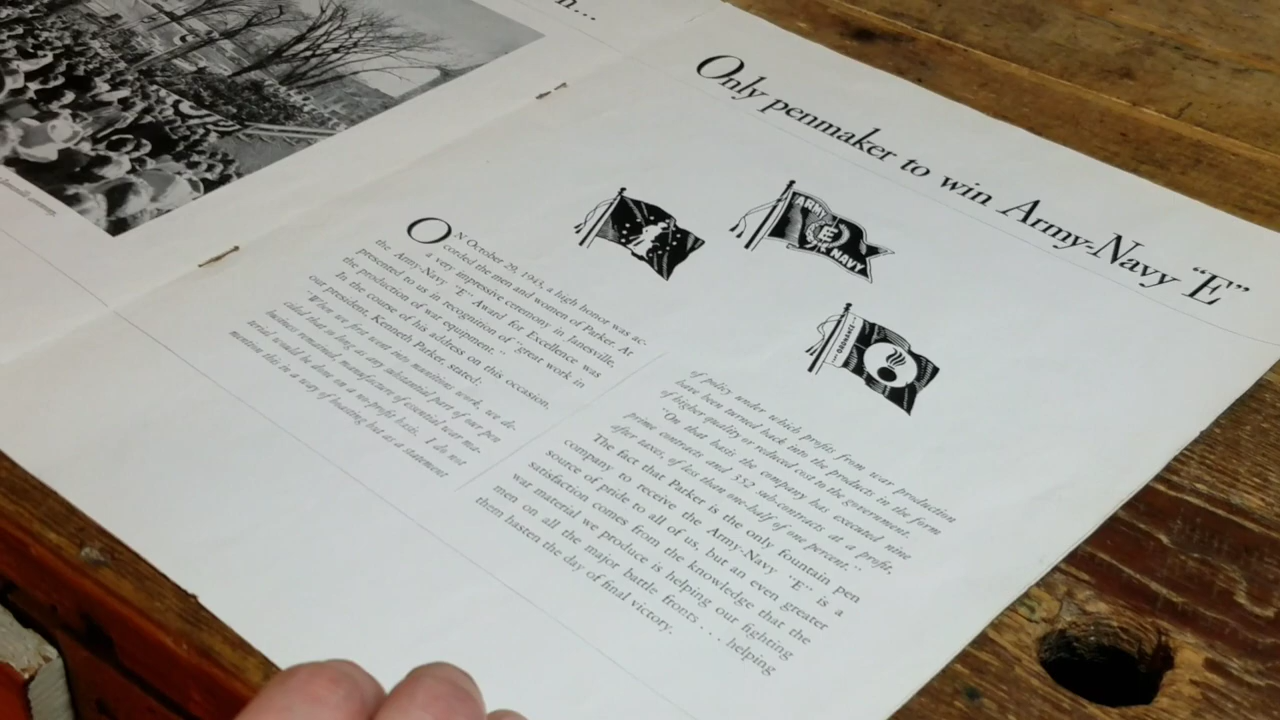 n...
Only penmaker to win Army-Navy “E”
ARMY
E
NAVY
ORDNANCE
ON October 29, 1943, a high honor was ac-
corded the men and women of Parker. At
a very impressive ceremony in Janesville,
the Army-Navy “E” Award for Excellence was
presented to us in recognition of “great work in
the production of war equipment.”
In the course of his address on this occasion,
our president, Kenneth Parker, stated:
“When we first went into munitions work, we de-
cided that so long as any substantial part of our pen
business remained, manufacture of essential war ma-
terial would be done on a no-profit basis. I do not
mention this in a way of boasting but as a statement
of policy under which profits from war production
have been turned back into the products in the form
of higher quality or reduced cost to the government.
“On that basis the company has executed nine
prime contracts and 352 sub-contracts at a profit,
after taxes, of less than one-half of one percent.”
The fact that Parker is the only fountain pen
company to receive the Army-Navy “E” is a
source of pride to all of us, but an even greater
satisfaction comes from the knowledge that the
war material we produce is helping our fighting
men on all the major battle fronts . . . helping
them hasten the day of final victory.